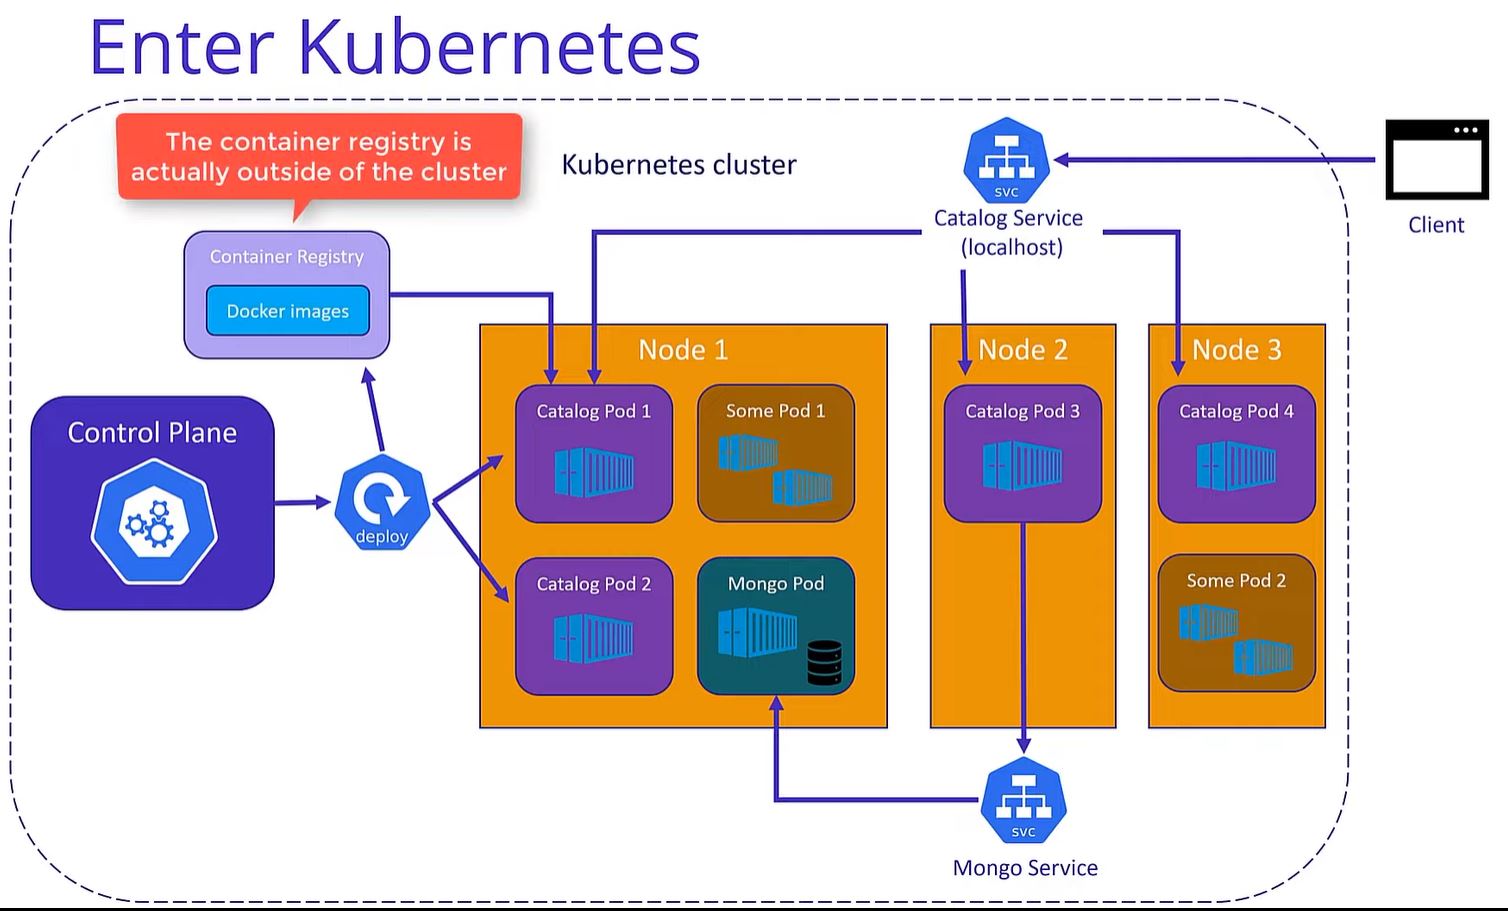 Enter Kubernetes
The container registry is
actually outside of the cluster
Kubernetes cluster
svc
Catalog Service
(localhost)
Client
Container Registry
Docker images
Control Plane
deploy
Node 1
Catalog Pod 1
Some Pod 1
Catalog Pod 2
Mongo Pod
Node 2
Catalog Pod 3
Node 3
Catalog Pod 4
Some Pod 2
svc
Mongo Service